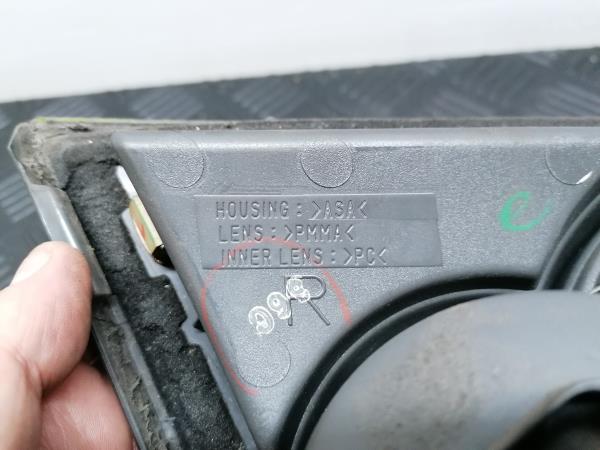 HOUSING : >ASA<
LENS : >PMMA<
INNER LENS : >PC<
R